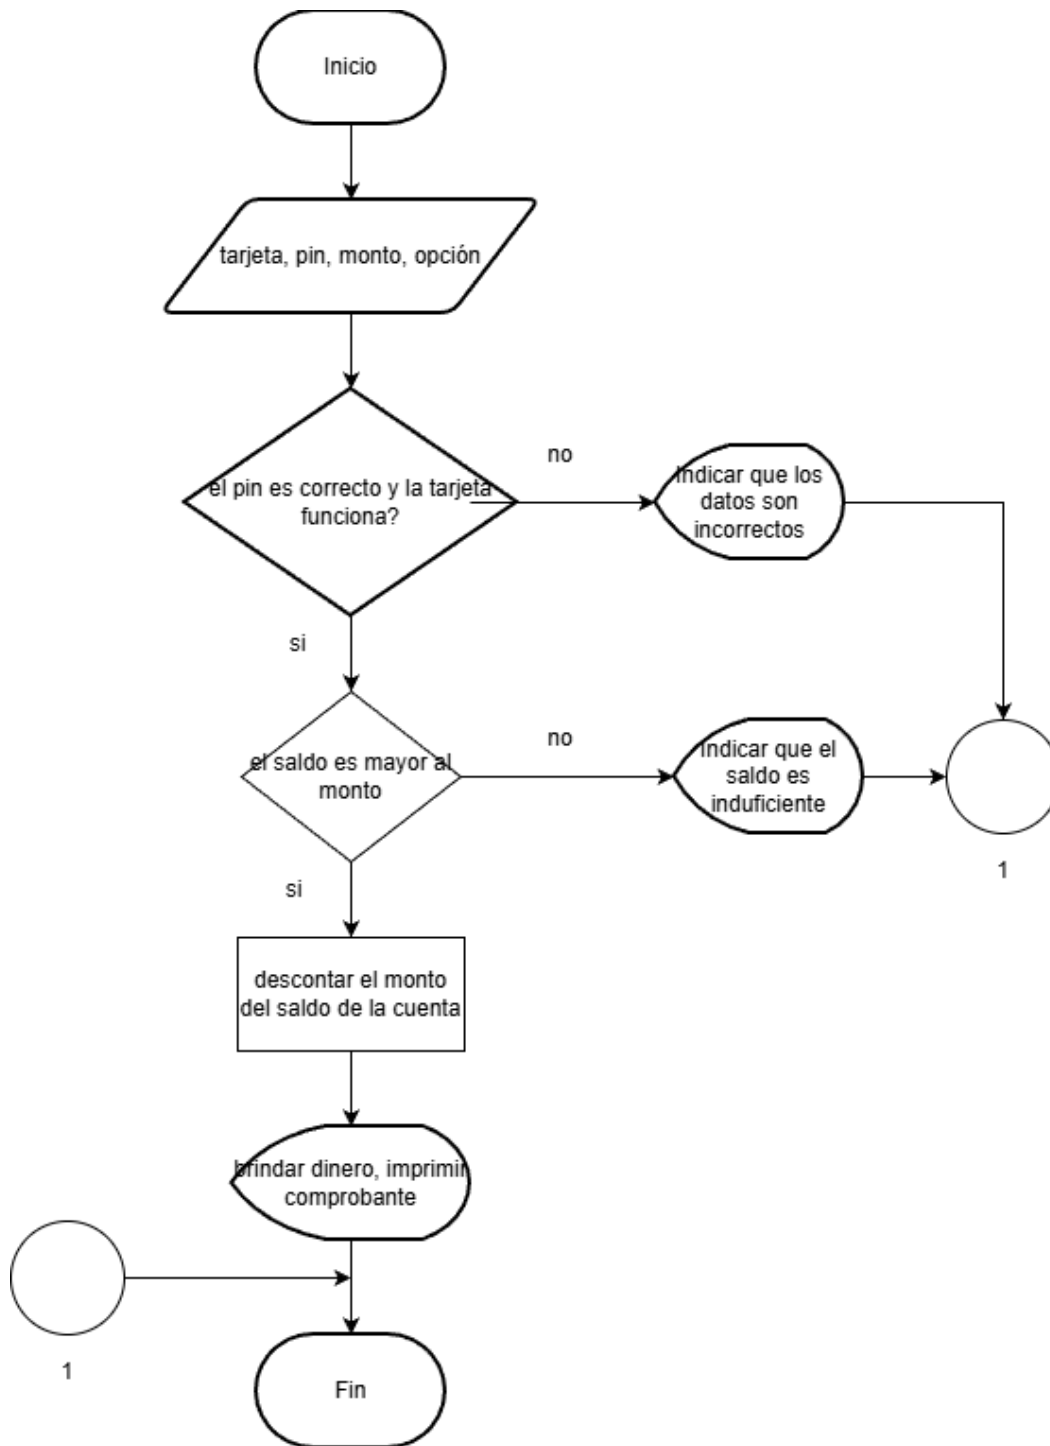 Inicio
tarjeta, pin, monto, opción
el pin es correcto y la tarjeta
funciona?
no
Indicar que los
datos son
incorrectos
si
el saldo es mayor al
monto
no
Indicar que el
saldo es
induficiente
1
si
descontar el monto
del saldo de la cuenta
brindar dinero, imprimir
comprobante
1
Fin